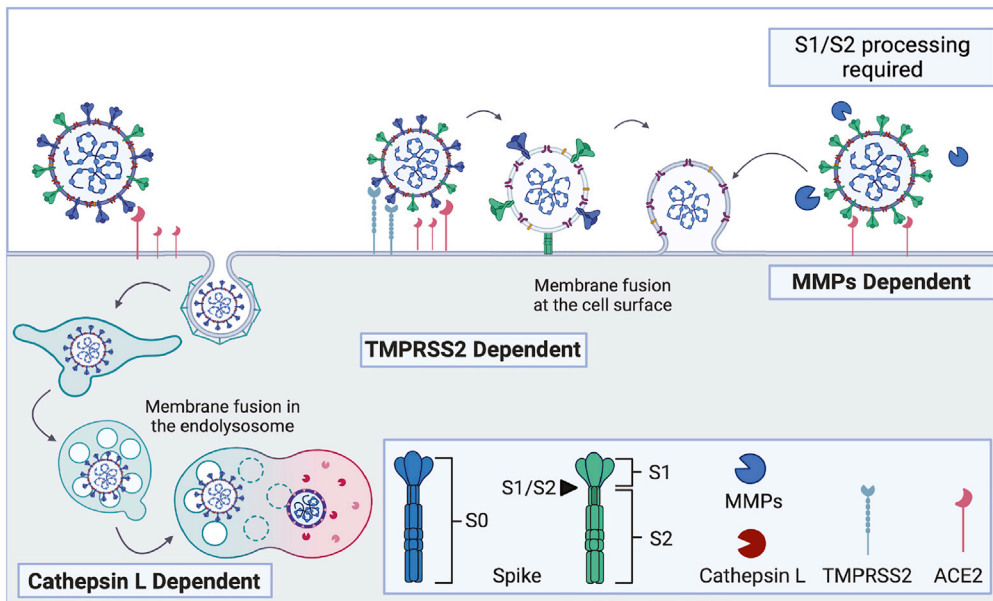 S1/S2 processing
required
Membrane fusion
at the cell surface
MMPs Dependent
TMPRSS2 Dependent
Membrane fusion in
the endolysosome
Cathepsin L Dependent
S0
S1/S2
S1
S2
Spike
MMPs
Cathepsin L
TMPRSS2
ACE2